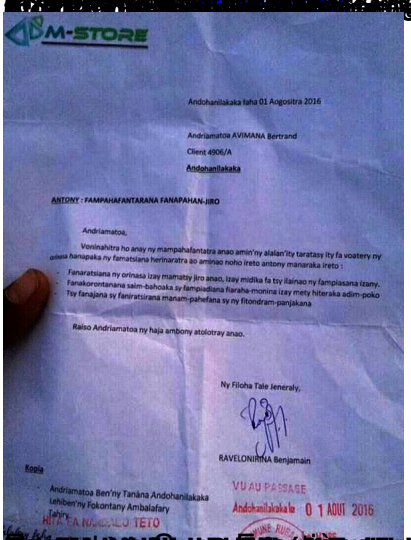 M-STORE
Andohanilakaka faha 01 Aogositra 2016
Andriamatoa AVIMANA Bertrand
Client 4906/A
Andohanilakaka
ANTONY : FAMPAHAFANTARANA FANAPAHAN-JIRO
Andriamatoa,
Voninahitra ho anay ny mampahafantatra anao amin'ny alalan'ity taratasy ity fa voatery ny
orinasa hanapaka ny famatsiana herinaratra ao aminao noho ireto antony manaraka ireto :
- Fanaratsiana ny orinasa izay mamatsy jiro anao, izay midika fa tsy ilainao ny fampiasana izany.
- Fanakorontanana saim-bahoaka sy fampiadiana fiaraha-monina izay mety hiteraka adim-poko
- Tsy fanajana sy faniratsirana manam-pahefana sy ny fitondram-panjakana
Raiso Andriamatoa ny haja ambony atolotray anao.
Ny Filoha Tale Jeneraly,
RAVELONIRINA Benjamain
Kopia
- Andriamatoa Ben'ny Tanàna Andohanilakaka
- Lehiben'ny Fokontany Ambalafary
- Tahiry
VU AU PASSAGE
Andohanilakaka le 01 AOUT 2016
TETO